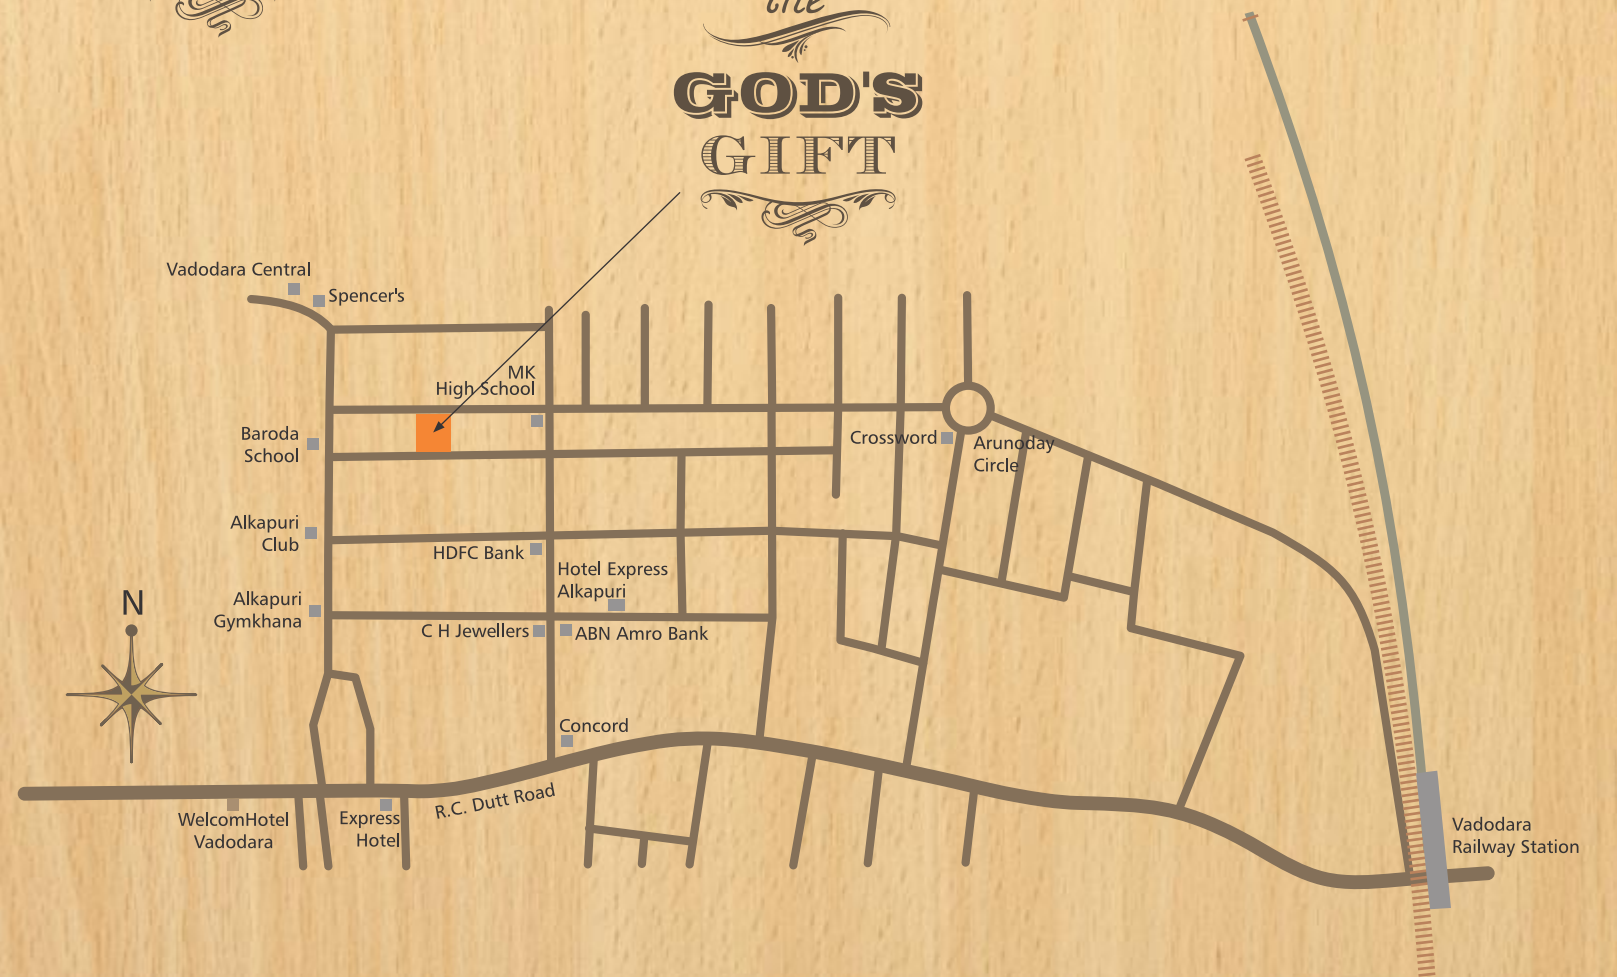 the
GOD'S
GIFT
Vadodara Central
Spencer's
MK
High School
Baroda
School
Crossword
Arunoday
Circle
Alkapuri
Club
HDFC Bank
Hotel Express
Alkapuri
N
Alkapuri
Gymkhana
C H Jewellers
ABN Amro Bank
Concord
R.C. Dutt Road
WelcomHotel
Vadodara
Express
Hotel
Vadodara
Railway Station